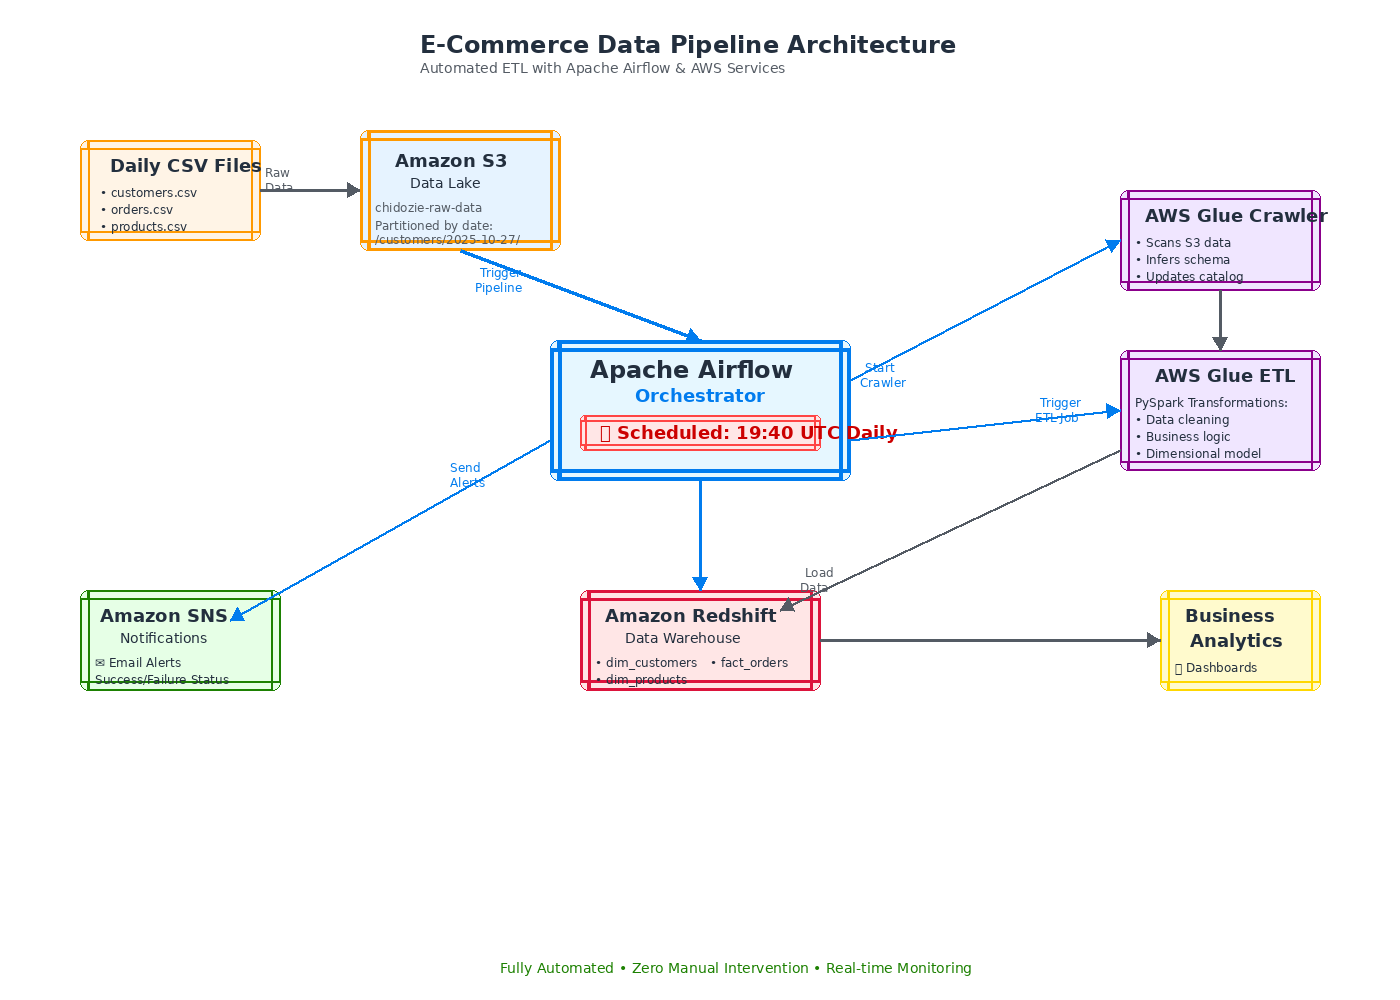 E-Commerce Data Pipeline Architecture
Automated ETL with Apache Airflow & AWS Services
Daily CSV Files
• customers.csv
• orders.csv
• products.csv
Raw
Data
Amazon S3
Data Lake
chidozie-raw-data
Partitioned by date:
/customers/2025-10-27/
Trigger
Pipeline
AWS Glue Crawler
• Scans S3 data
• Infers schema
• Updates catalog
Apache Airflow
Orchestrator
Scheduled: 19:40 UTC Daily
Start
Crawler
Trigger
ETL Job
AWS Glue ETL
PySpark Transformations:
• Data cleaning
• Business logic
• Dimensional model
Send
Alerts
Load
Data
Amazon SNS
Notifications
✉ Email Alerts
Success/Failure Status
Amazon Redshift
Data Warehouse
• dim_customers • fact_orders
• dim_products
Business
Analytics
Dashboards
Fully Automated • Zero Manual Intervention • Real-time Monitoring